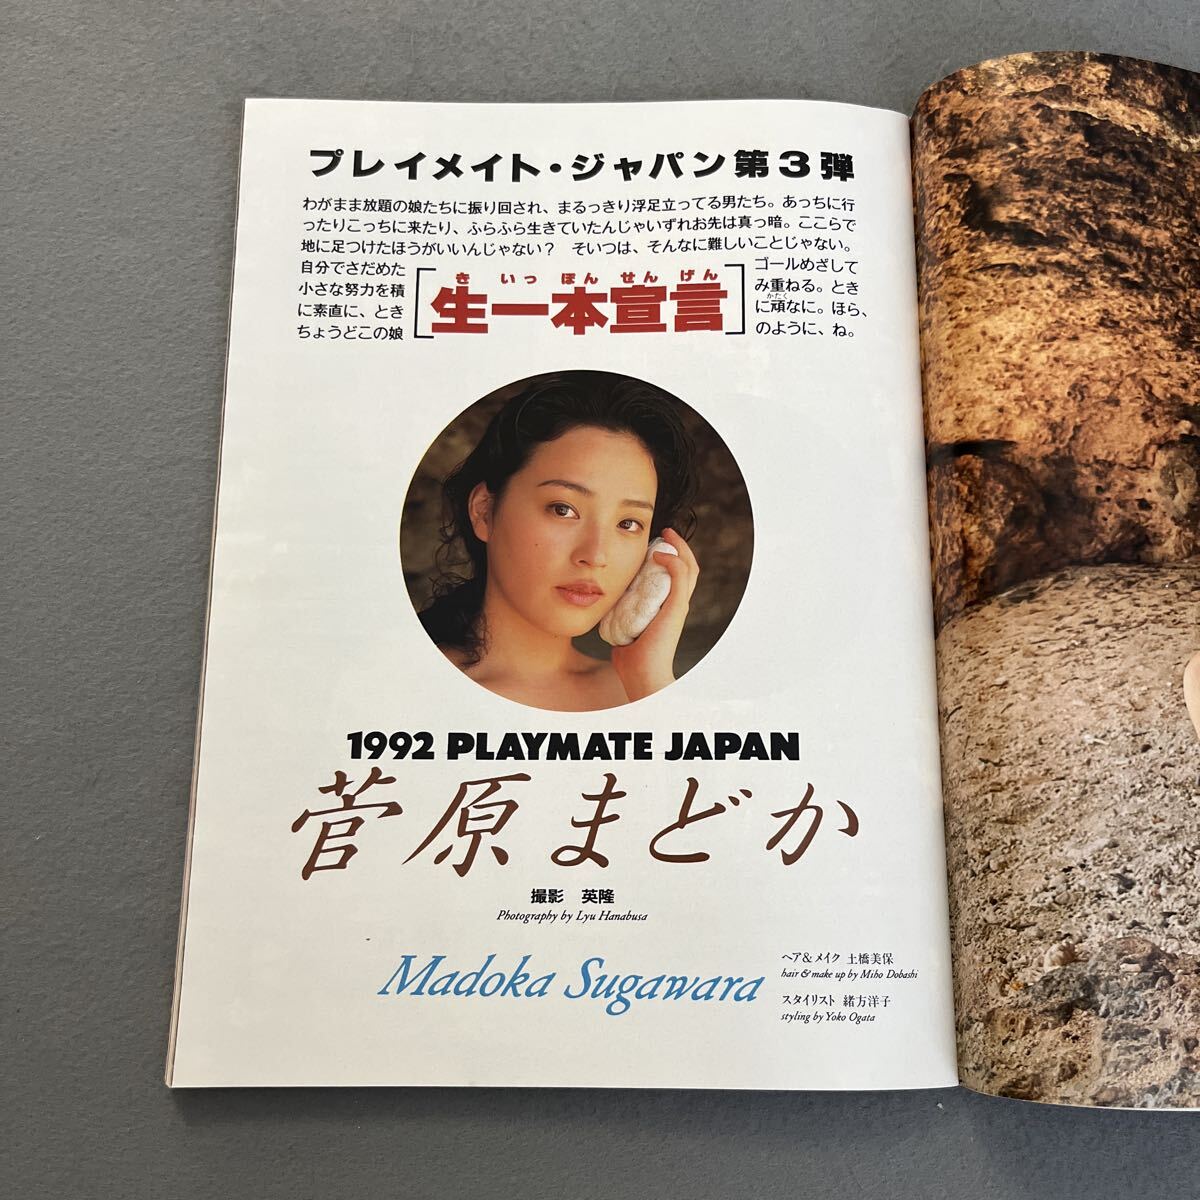 プレイメイト・ジャパン第3弾
わがまま放題の娘たちに振り回され、まるっきり浮足立ってる男たち。あっちに行
ったりこっちに来たり、ふらふら生きていたんじゃいずれお先は真っ暗。ここらで
地に足つけたほうがいいんじゃない？　そいつは、そんなに難しいことじゃない。
自分でさだめた　ゴールめざして
小さな努力を積　み重ねる。とき
に素直に、とき　に頑なに。ほら、
かたく
ちょうどこの娘　のように、ね。
きいっぽんせんげん
[生一本宣言]
1992 PLAYMATE JAPAN
菅原まどか
撮影　英隆
Photography by Lyu Hanabusa
Madoka Sugawara
ヘア&メイク 土橋美保
hair & make up by Miho Dobashi
スタイリスト 緒方洋子
styling by Yoko Ogata